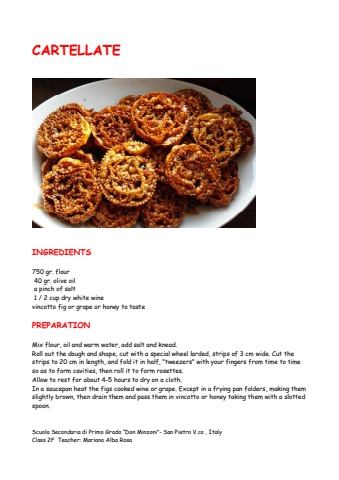 CARTELLATE
INGREDIENTS
750 gr. flour
40 gr. olive oil
a pinch of salt
1 / 2 cup dry white wine
vincotto fig or grape or honey to taste
PREPARATION
Mix flour, oil and warm water, add salt and knead.
Roll out the dough and shape, cut with a special wheel larded, strips of 3 cm wide. Cut the
strips to 20 cm in length, and fold it in half, "tweezers" with your fingers from time to time
so as to form cavities, then roll it to form rosettes.
Allow to rest for about 4-5 hours to dry on a cloth.
In a saucepan heat the figs cooked wine or grape. Except in a frying pan folders, making them
slightly brown, then drain them and pass them in vincotto or honey taking them with a slotted
spoon.
Scuola Secondaria di Primo Grado "Don Minzoni"- San Pietro V.co , Italy
Class 2F Teacher: Mariano Alba Rosa